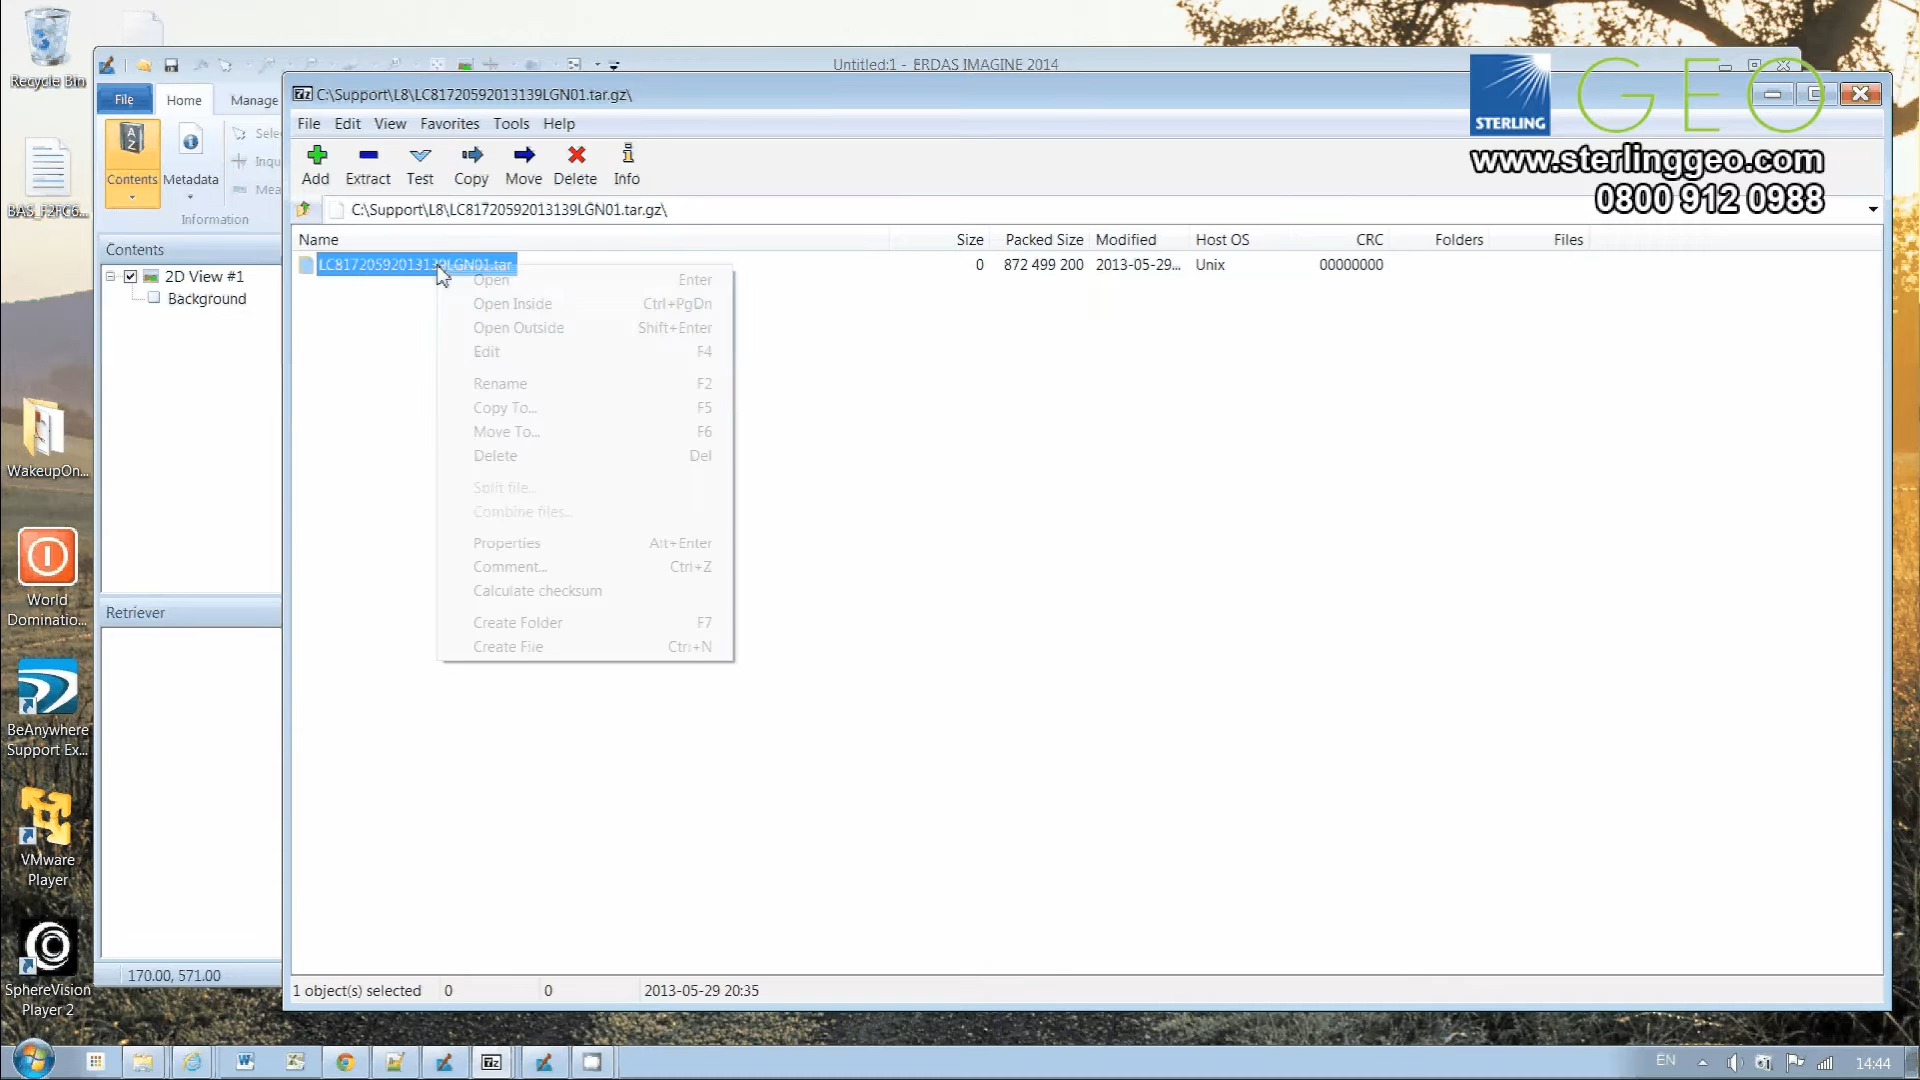 Recycle Bin
BAS_F2FC6...
WakeupOn...
World
Dominatio...
BeAnywhere
Support Ex...
VMware
Player
SphereVision
Player 2
Untitled:1 - ERDAS IMAGINE 2014
File Home Manage
Contents Metadata
Sele
Inqu
Mea
Information
Contents
2D View #1
Background
Retriever
170.00, 571.00
C:\Support\L8\LC81720592013139LGN01.tar.gz\
File Edit View Favorites Tools Help
Add Extract Test Copy Move Delete Info
C:\Support\L8\LC81720592013139LGN01.tar.gz\
Name Size Packed Size Modified Host OS CRC Folders Files
LC81720592013139LGN01.tar 0 872 499 200 2013-05-29... Unix 00000000
Open Enter
Open Inside Ctrl+PgDn
Open Outside Shift+Enter
Edit F4
Rename F2
Copy To... F5
Move To... F6
Delete Del
Split file...
Combine files...
Properties Alt+Enter
Comment... Ctrl+Z
Calculate checksum
Create Folder F7
Create File Ctrl+N
1 object(s) selected 0 0 2013-05-29 20:35
STERLING GEO
www.sterlinggeo.com
0800 912 0988
EN 14:44